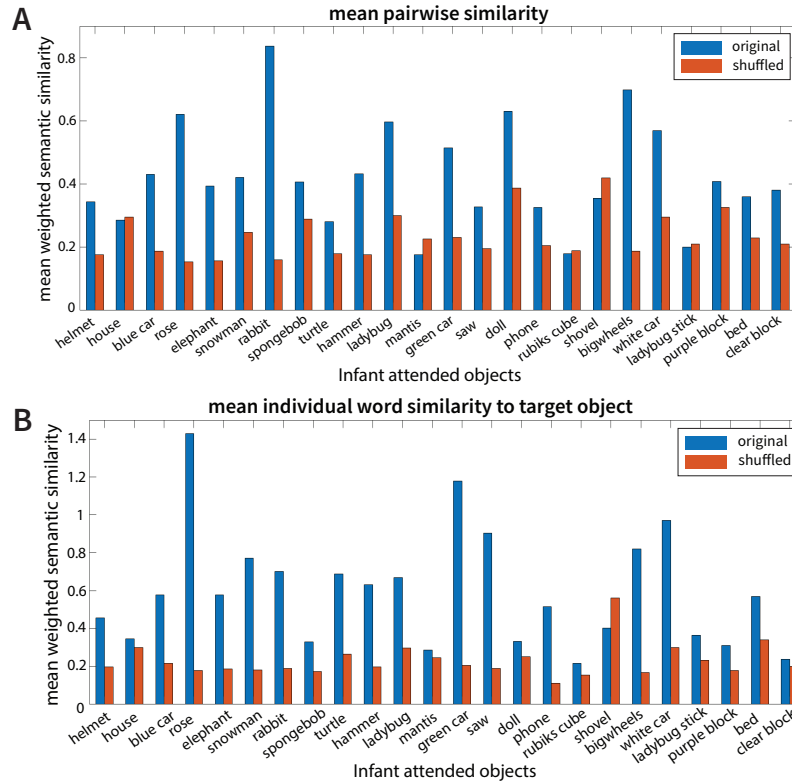 A
mean pairwise similarity
mean weighted semantic similarity
0.8
0.6
0.4
0.2
0
original
shuffled
helmet
house
blue car
rose
elephant
snowman
rabbit
spongebob
turtle
hammer
ladybug
mantis
green car
saw
doll
phone
rubiks cube
shovel
bigwheels
white car
ladybug stick
purple block
bed
clear block
Infant attended objects
B
mean individual word similarity to target object
mean weighted semantic similarity
1.4
1.2
1
0.8
0.6
0.4
0.2
0
original
shuffled
helmet
house
blue car
rose
elephant
snowman
rabbit
spongebob
turtle
hammer
ladybug
mantis
green car
saw
doll
phone
rubiks cube
shovel
bigwheels
white car
ladybug stick
purple block
bed
clear block
Infant attended objects